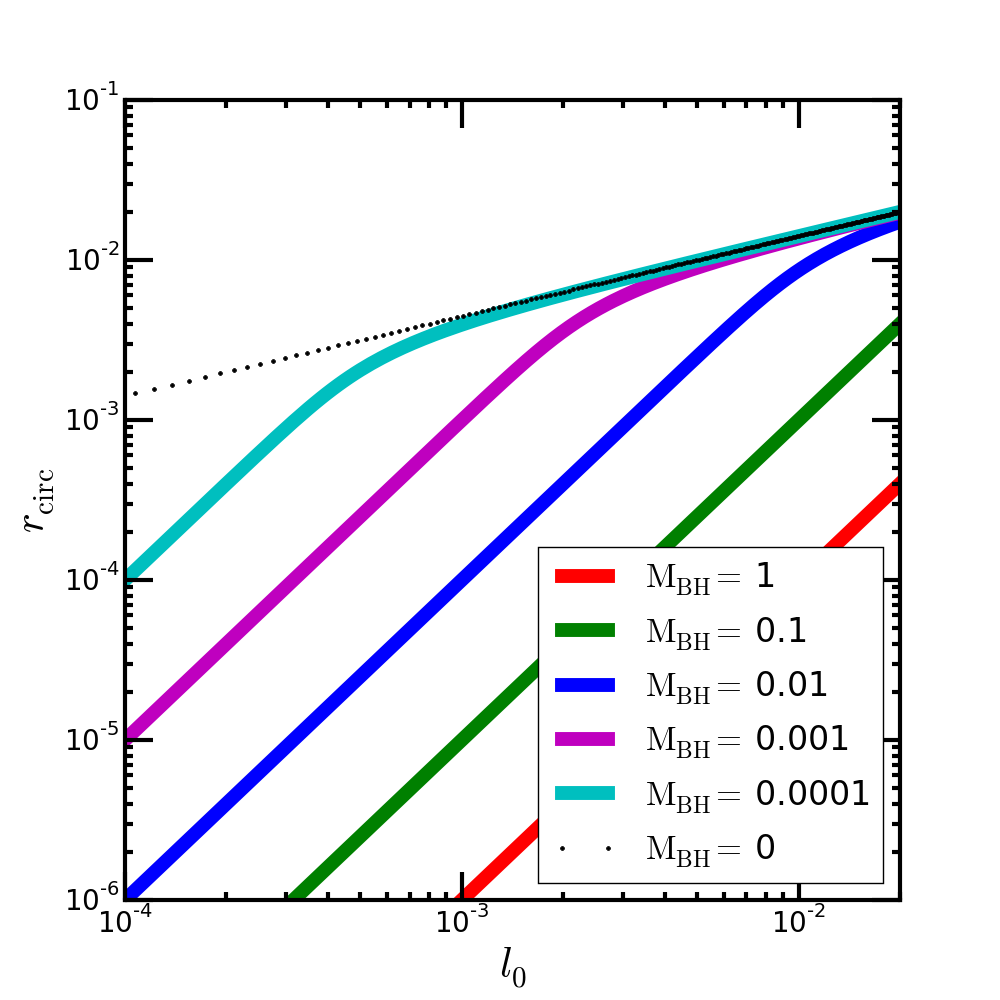 10^-1
10^-2
10^-3
10^-4
10^-5
10^-6
r_circ
10^-4 10^-3 10^-2
l_0
M_BH = 1
M_BH = 0.1
M_BH = 0.01
M_BH = 0.001
M_BH = 0.0001
M_BH = 0